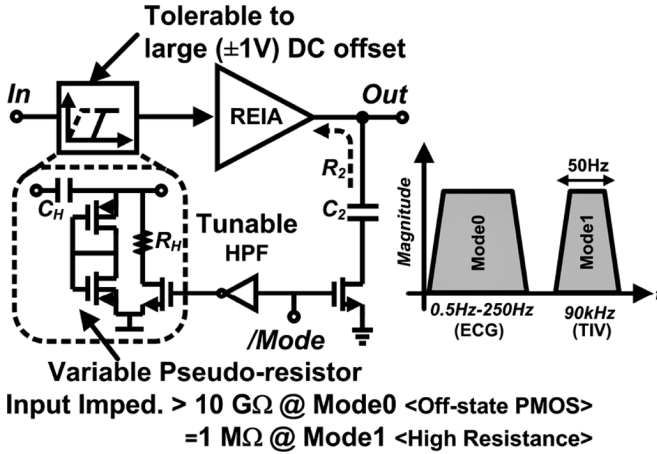 Tolerable to
large (±1V) DC offset
In
REIA
Out
R2
C2
50Hz
Magnitude
Mode0
Mode1
CH
RH
Tunable
HPF
/Mode
0.5Hz-250Hz
(ECG)
90kHz
(TIV)
Variable Pseudo-resistor
Input Imped. > 10 GΩ @ Mode0 <Off-state PMOS>
=1 MΩ @ Mode1 <High Resistance>